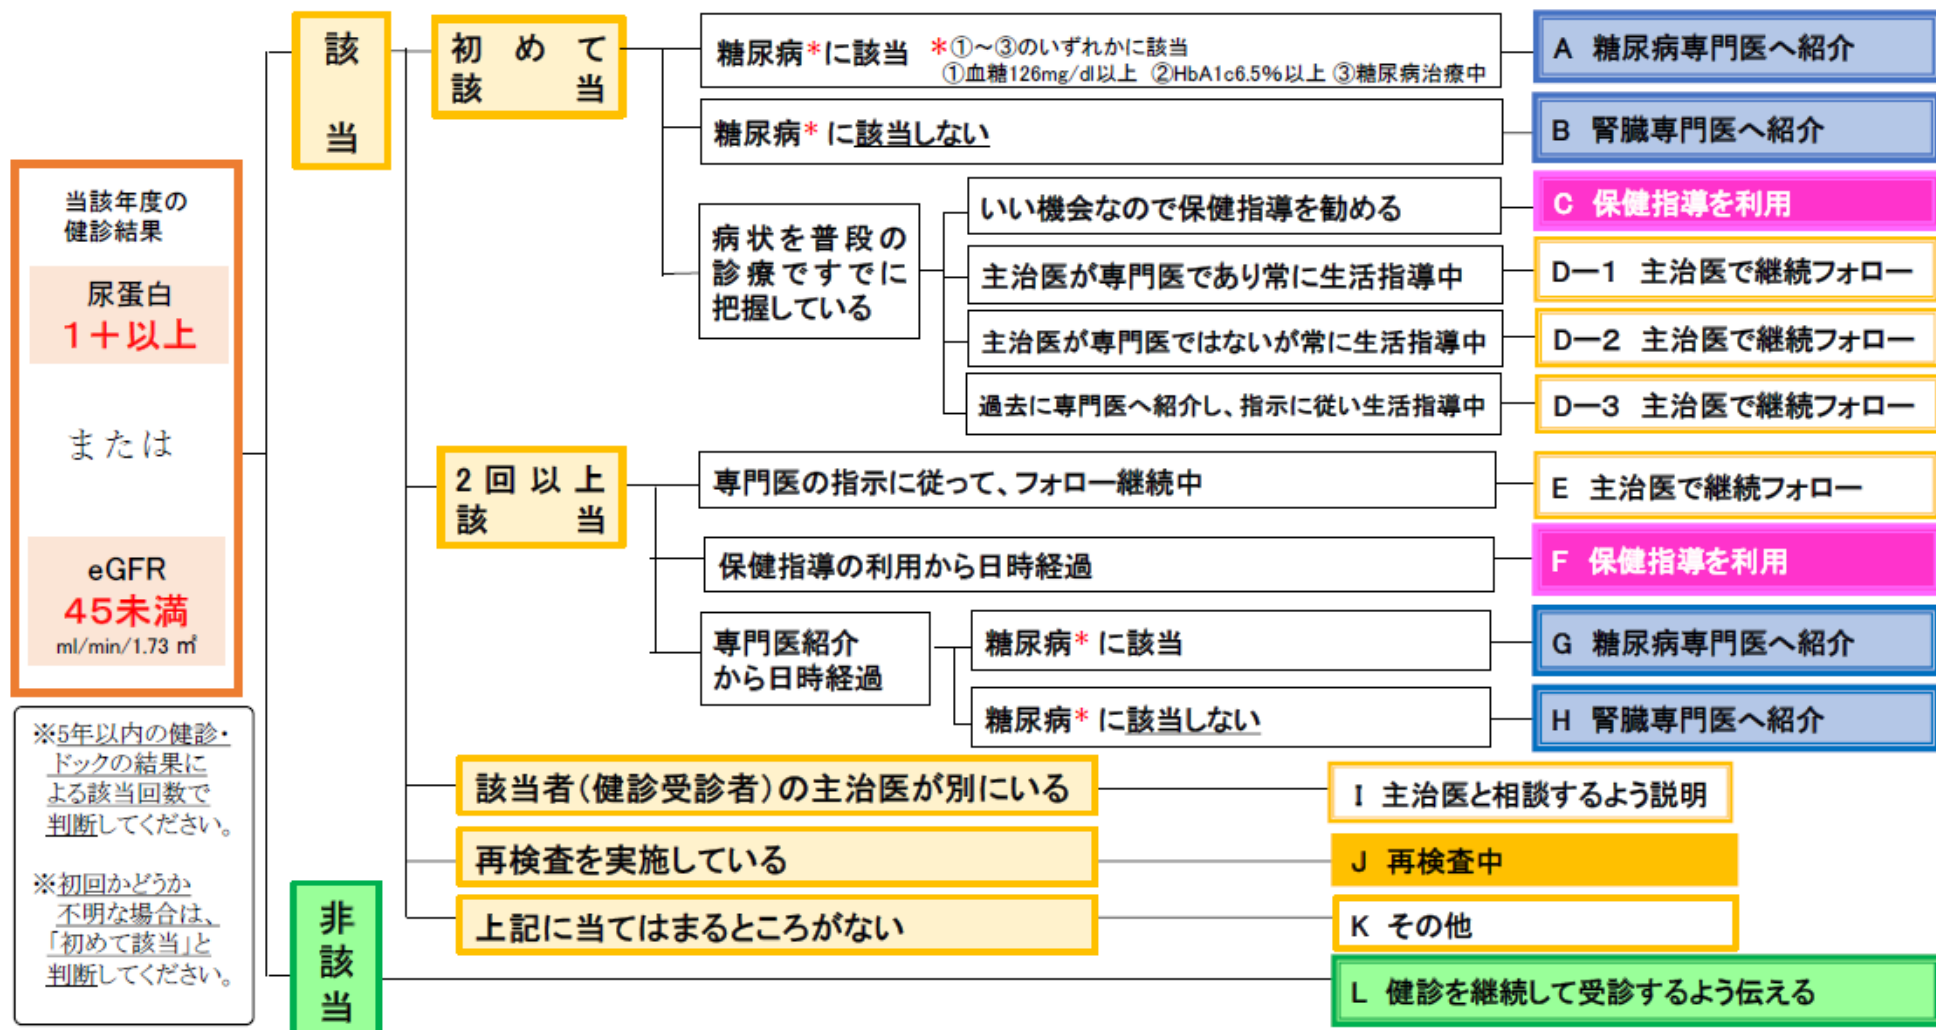 当該年度の
健診結果
尿蛋白
1＋以上
または
eGFR
45未満
ml/min/1.73 ㎡
※5年以内の健診・
ドックの結果に
よる該当回数で
判断してください。
※初回かどうか
不明な場合は、
「初めて該当」と
判断してください。
該
当
初めて
該当
糖尿病*に該当 *①～③のいずれかに該当
①血糖126mg/dl以上 ②HbA1c6.5%以上 ③糖尿病治療中
A 糖尿病専門医へ紹介
糖尿病* に該当しない
B 腎臓専門医へ紹介
病状を普段の
診療ですでに
把握している
いい機会なので保健指導を勧める
C 保健指導を利用
主治医が専門医であり常に生活指導中
D－1 主治医で継続フォロー
主治医が専門医ではないが常に生活指導中
D－2 主治医で継続フォロー
過去に専門医へ紹介し、指示に従い生活指導中
D－3 主治医で継続フォロー
2回以上
該当
専門医の指示に従って、フォロー継続中
E 主治医で継続フォロー
保健指導の利用から日時経過
F 保健指導を利用
専門医紹介
から日時経過
糖尿病* に該当
G 糖尿病専門医へ紹介
糖尿病* に該当しない
H 腎臓専門医へ紹介
該当者（健診受診者）の主治医が別にいる
I 主治医と相談するよう説明
再検査を実施している
J 再検査中
上記に当てはまるところがない
K その他
非
該
当
L 健診を継続して受診するよう伝える